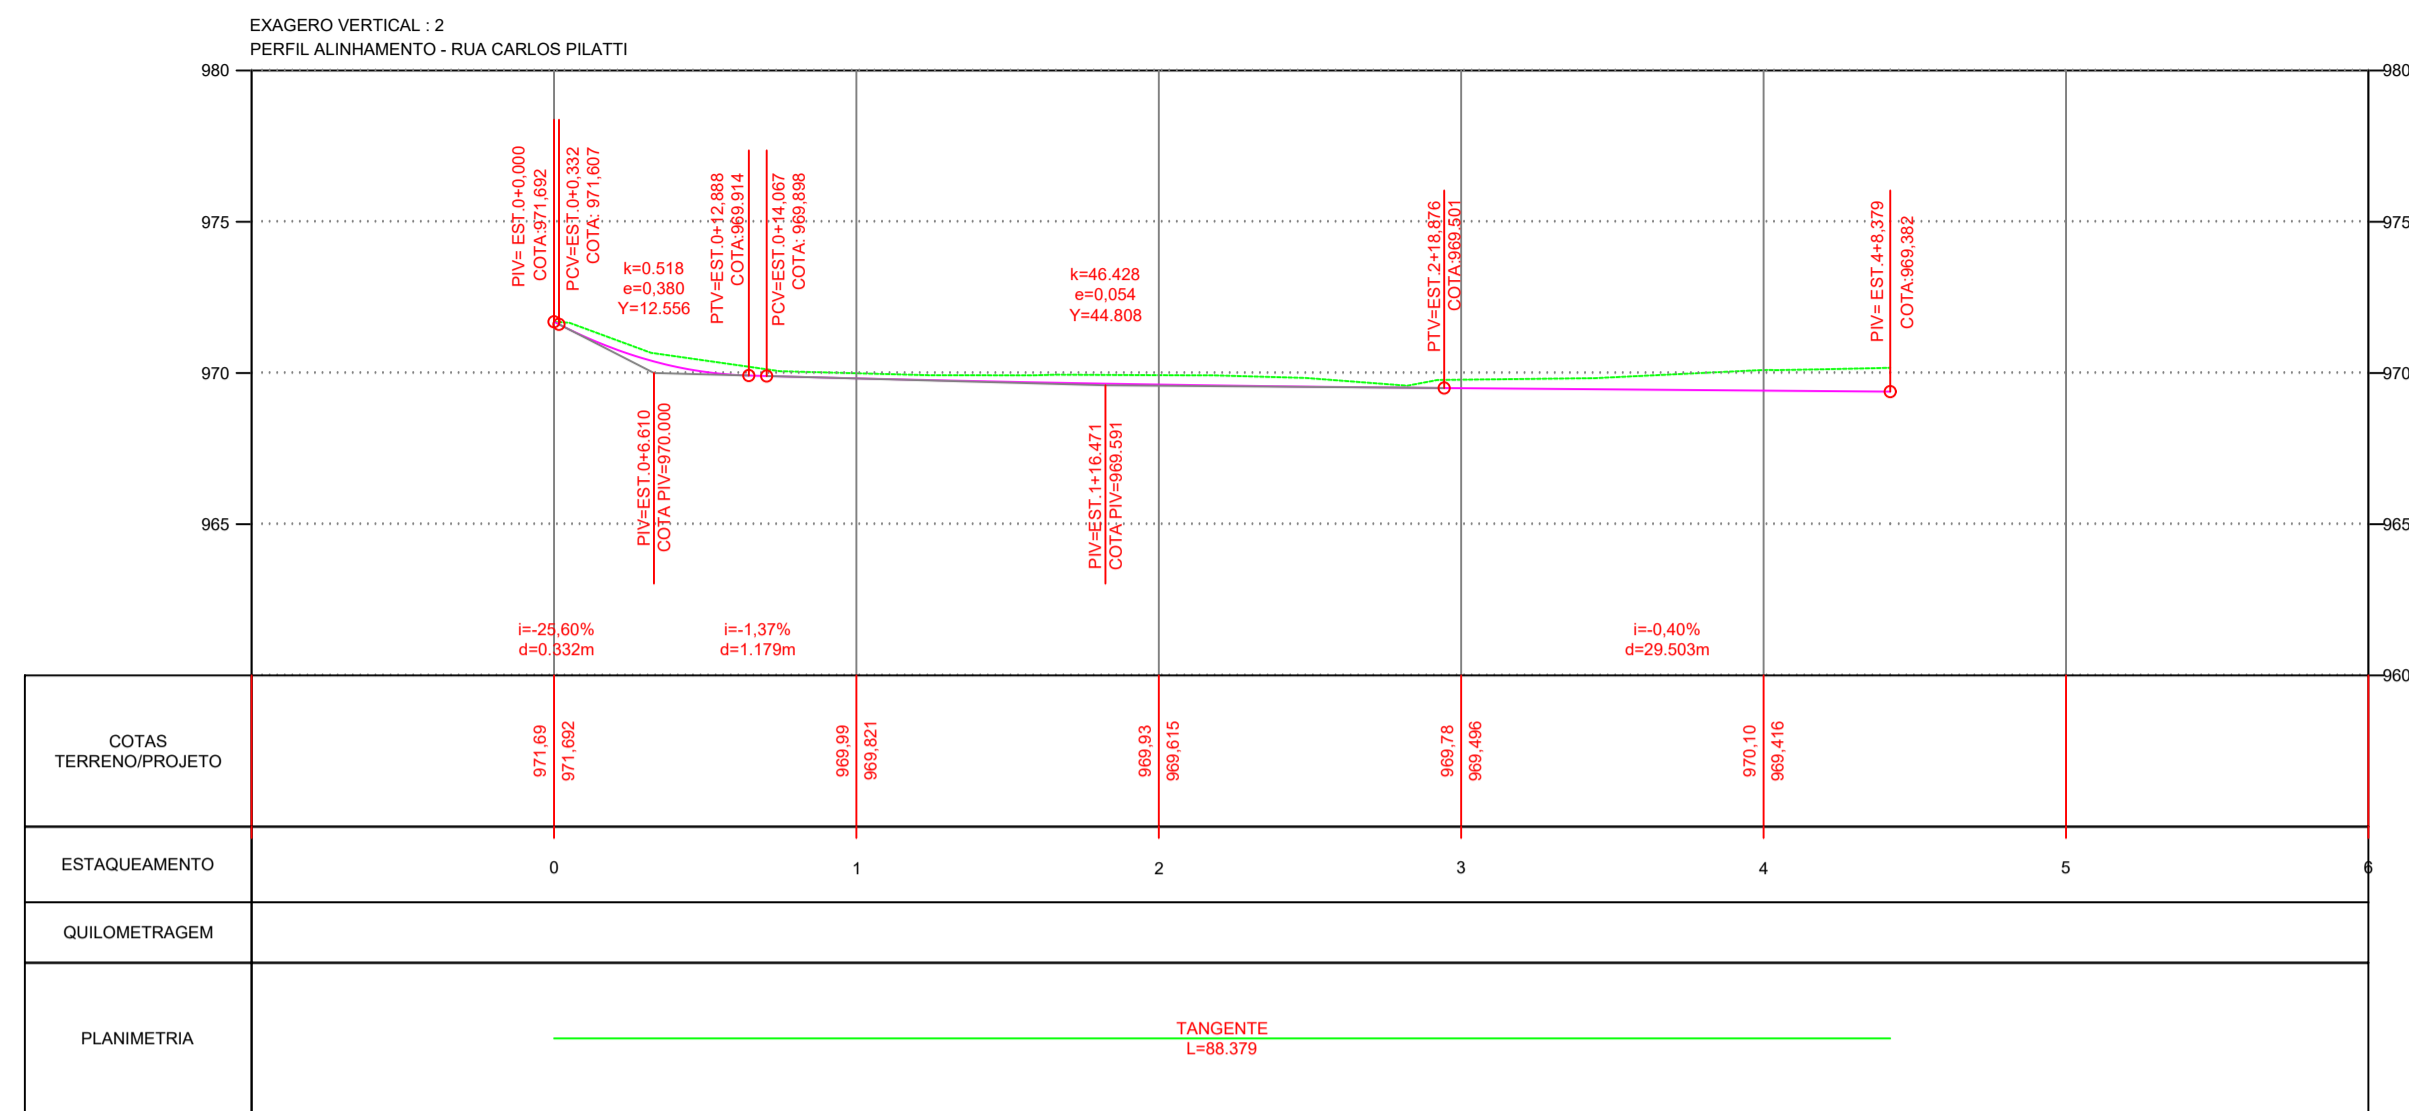 EXAGERO VERTICAL : 2
PERFIL ALINHAMENTO - RUA CARLOS PILATTI
980
980
975
975
970
970
965
965
960
PIV= EST.0+0,000
COTA:971,692
PCV=EST.0+0,332
COTA: 971,607
k=0.518
e=0,380
Y=12.556
PTV=EST.0+12,888
COTA:969.914
PCV=EST.0+14,067
COTA: 969,898
k=46.428
e=0,054
Y=44.808
PTV=EST.2+18,876
COTA:969.501
PIV= EST.4+8,379
COTA:969,382
PIV=EST.0+6.610
COTA PIV=970.000
PIV=EST.1+16.471
COTA PIV=969.591
i=-25,60%
d=0.332m
i=-1,37%
d=1.179m
i=-0,40%
d=29.503m
COTAS
TERRENO/PROJETO
971,69
971,692
969,99
969,821
969,93
969,615
969,78
969,496
970,10
969,416
ESTAQUEAMENTO
0
1
2
3
4
5
6
QUILOMETRAGEM
PLANIMETRIA
TANGENTE
L=88.379